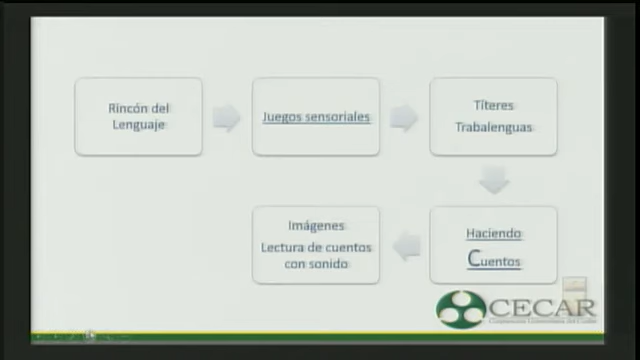 Rincón del
Lenguaje
Juegos sensoriales
Títeres
Trabalenguas
Haciendo
Cuentos
Imágenes
Lectura de cuentos
con sonido
CECAR